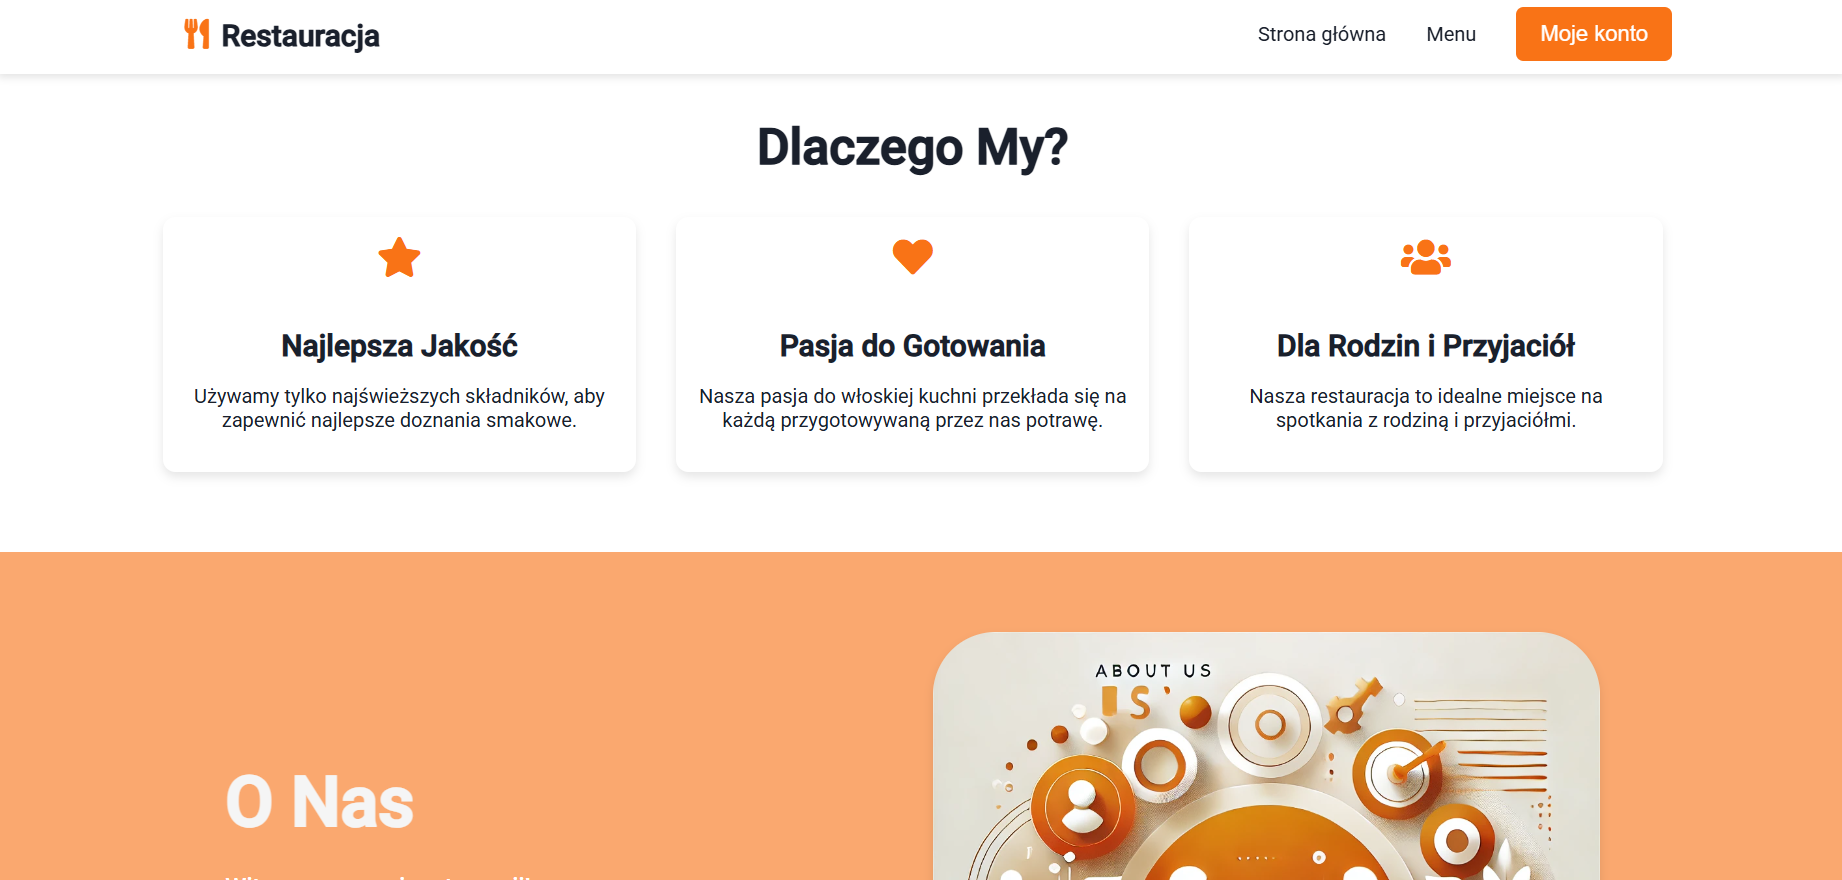 Restauracja
Strona główna
Menu
Moje konto
Dlaczego My?
Najlepsza Jakość
Używamy tylko najświeższych składników, aby
zapewnić najlepsze doznania smakowe.
Pasja do Gotowania
Nasza pasja do włoskiej kuchni przekłada się na
każdą przygotowywaną przez nas potrawę.
Dla Rodzin i Przyjaciół
Nasza restauracja to idealne miejsce na
spotkania z rodziną i przyjaciółmi.
ABOUT US
O Nas